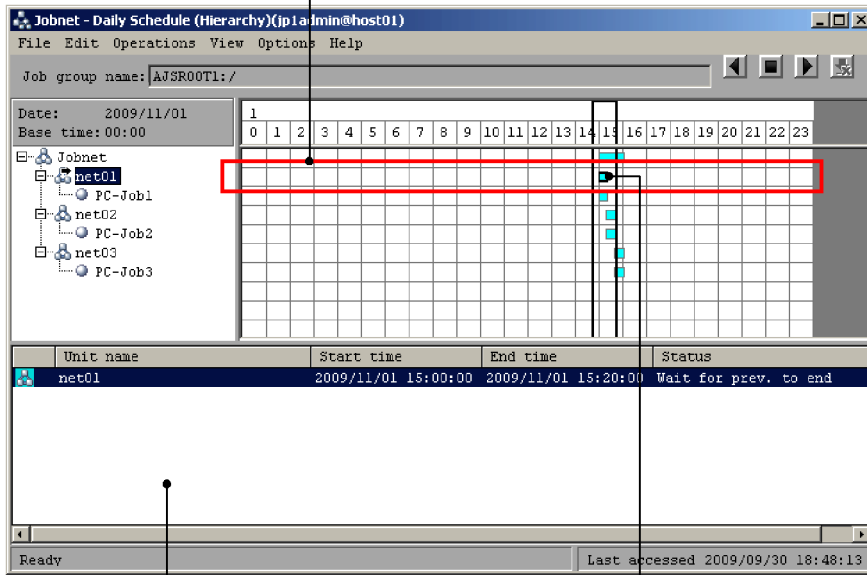 Jobnet - Daily Schedule (Hierarchy)(jp1admin@host01)
File Edit Operations View Options Help
Job group name: AJSROOT1:/
Date: 2009/11/01
Base time: 00:00
1
0 1 2 3 4 5 6 7 8 9 10 11 12 13 14 15 16 17 18 19 20 21 22 23
Jobnet
net01
PC-Job1
net02
PC-Job2
net03
PC-Job3
Unit name Start time End time Status
net01 2009/11/01 15:00:00 2009/11/01 15:20:00 Wait for prev. to end
Ready Last accessed 2009/09/30 18:48:13